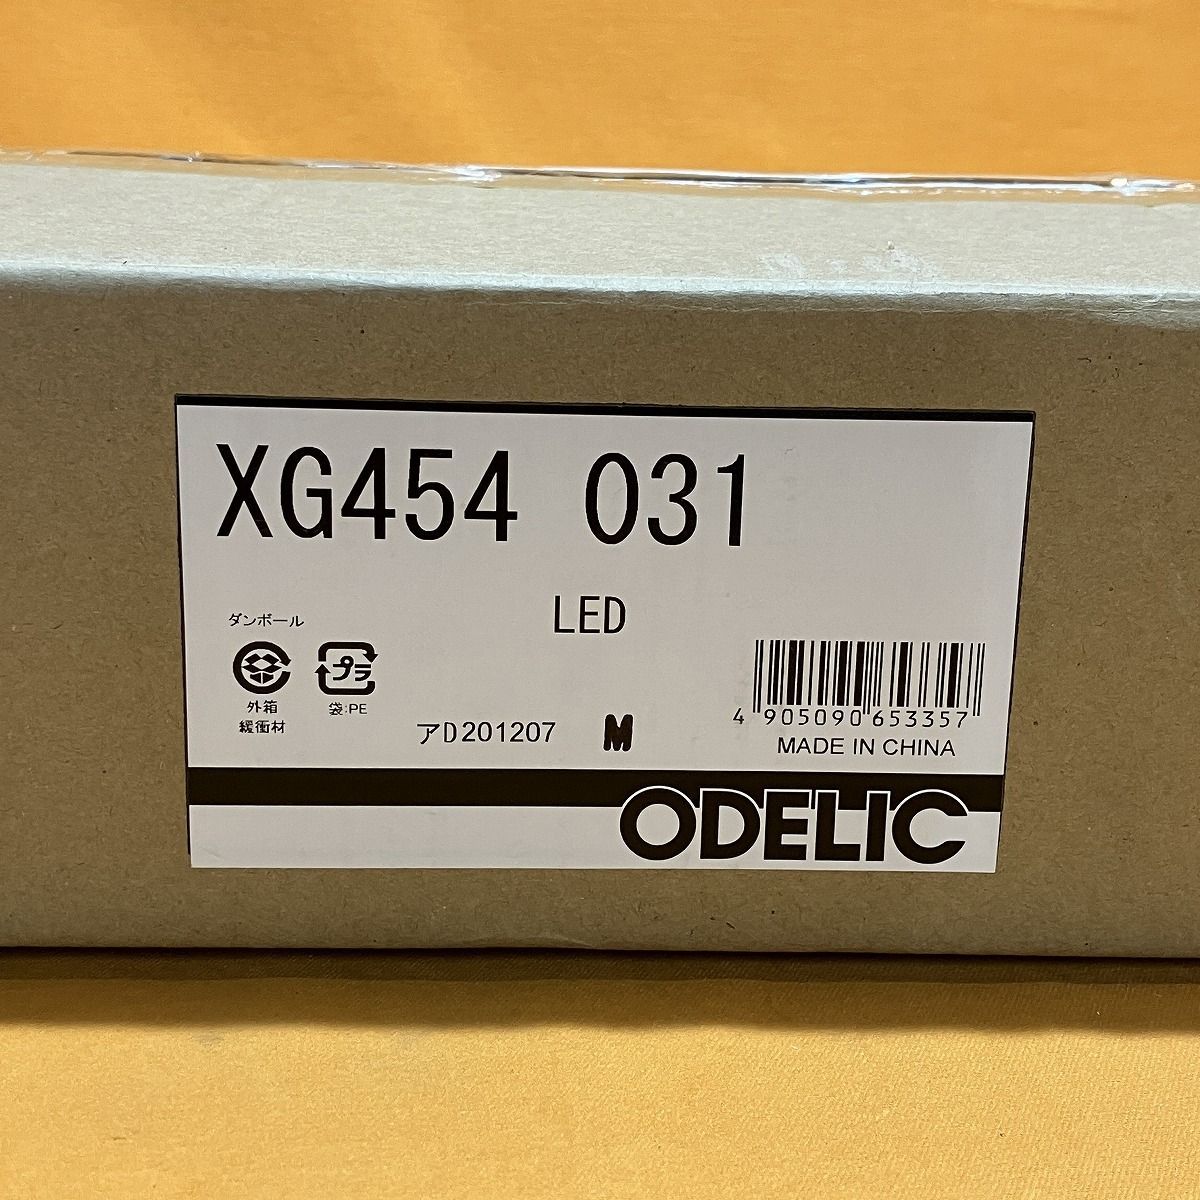 XG454 031
LED
ダンボール
プラ
外箱
緩衝材
袋:PE
アD201207
M
4 905090 653357
MADE IN CHINA
ODELIC